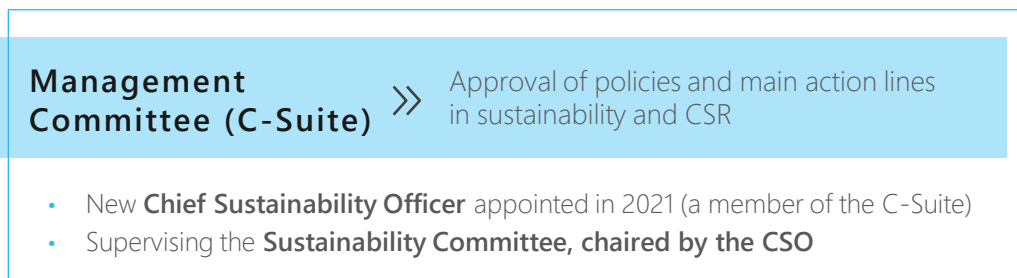 Management
Committee (C-Suite)
Approval of policies and main action lines
in sustainability and CSR
• New Chief Sustainability Officer appointed in 2021 (a member of the C-Suite)
• Supervising the Sustainability Committee, chaired by the CSO